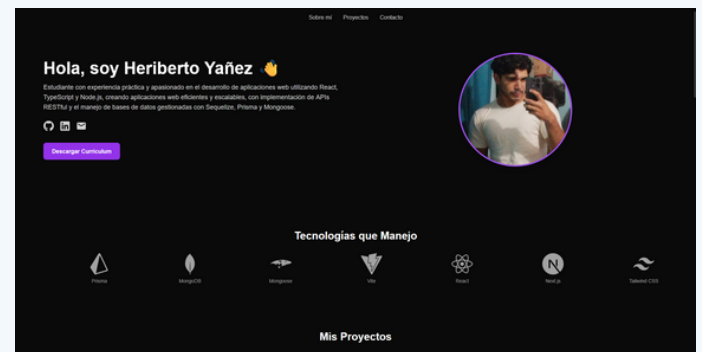 Sobre mí Proyectos Contacto
Hola, soy Heriberto Yañez 👋
Estudiante con experiencia práctica y apasionado en el desarrollo de aplicaciones web utilizando React,
TypeScript y Node.js, creando aplicaciones web eficientes y escalables, con implementación de APIs
RESTful y el manejo de bases de datos gestionadas con Sequelize, Prisma y Mongoose.
Descargar Curriculum
Tecnologías que Manejo
Prisma MongoDB Mongoose Vite React Next.js Tailwind CSS
Mis Proyectos